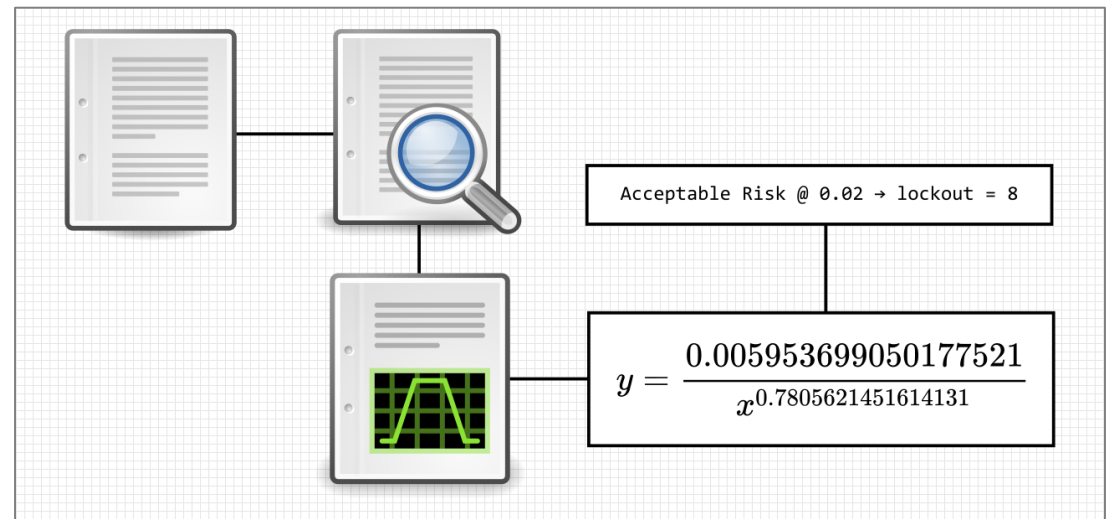 Acceptable Risk @ 0.02 → lockout = 8
y = 0.005953699050177521 / x^0.7805621451614131